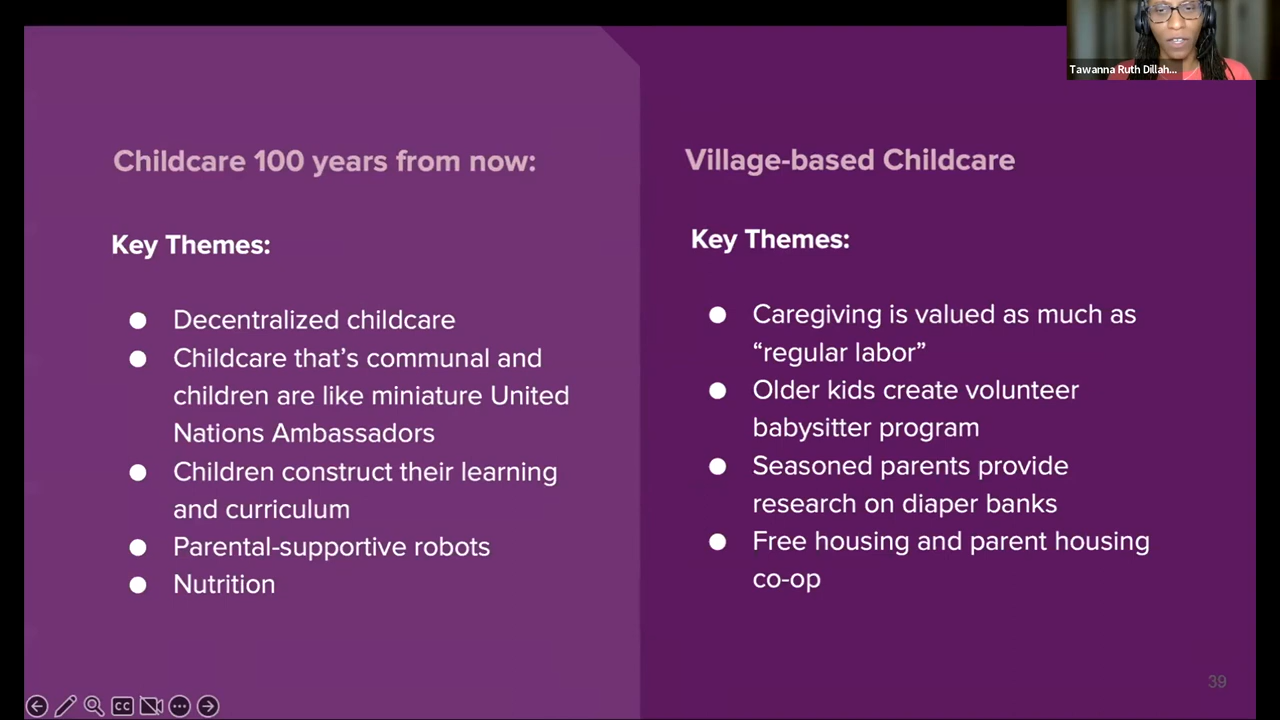 Tawanna Ruth Dillah...
Childcare 100 years from now:
Key Themes:
● Decentralized childcare
● Childcare that’s communal and
children are like miniature United
Nations Ambassadors
● Children construct their learning
and curriculum
● Parental-supportive robots
● Nutrition
Village-based Childcare
Key Themes:
● Caregiving is valued as much as
“regular labor”
● Older kids create volunteer
babysitter program
● Seasoned parents provide
research on diaper banks
● Free housing and parent housing
co-op
39
CC